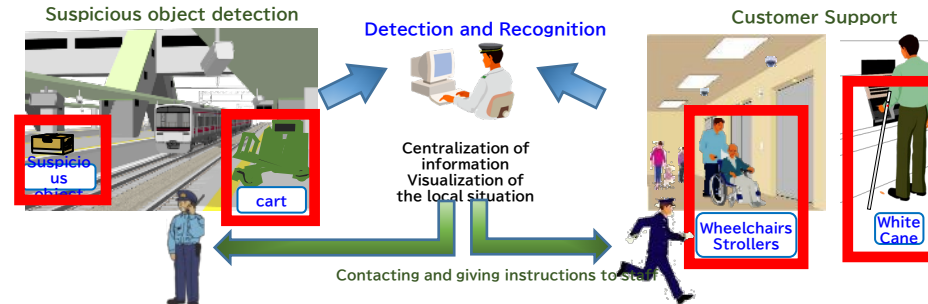 Suspicious object detection
Detection and Recognition
Customer Support
Suspicio
us
object
cart
Centralization of
information
Visualization of
the local situation
Wheelchairs
Strollers
White
Cane
Contacting and giving instructions to staff